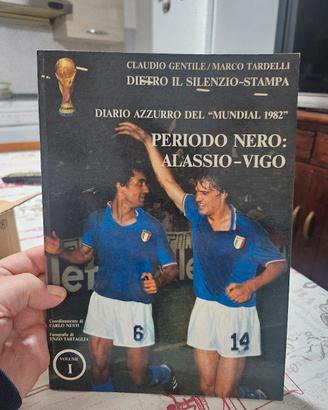 CLAUDIO GENTILE/MARCO TARDELLI
DIETRO IL SILENZIO-STAMPA
DIARIO AZZURRO DEL "MUNDIAL 1982"
PERIODO NERO:
ALASSIO-VIGO
6
14
Coordinamento di
CARLO NESTI
Fotografie di
ENZO TARTAGLIA
VOLUME
I